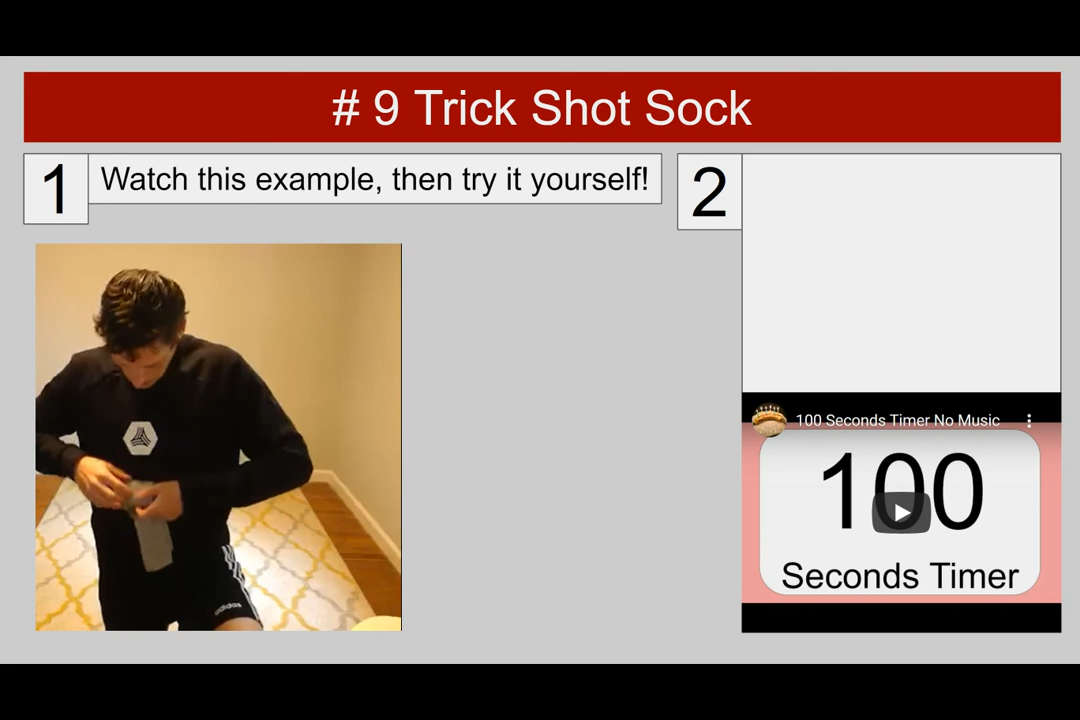 # 9 Trick Shot Sock
1
Watch this example, then try it yourself!
2
adidas
100 Seconds Timer No Music
100
Seconds Timer